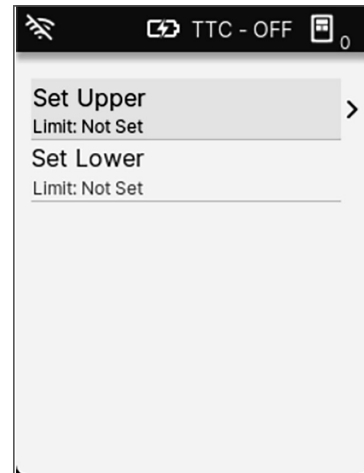 TTC - OFF 0
Set Upper
Limit: Not Set
Set Lower
Limit: Not Set